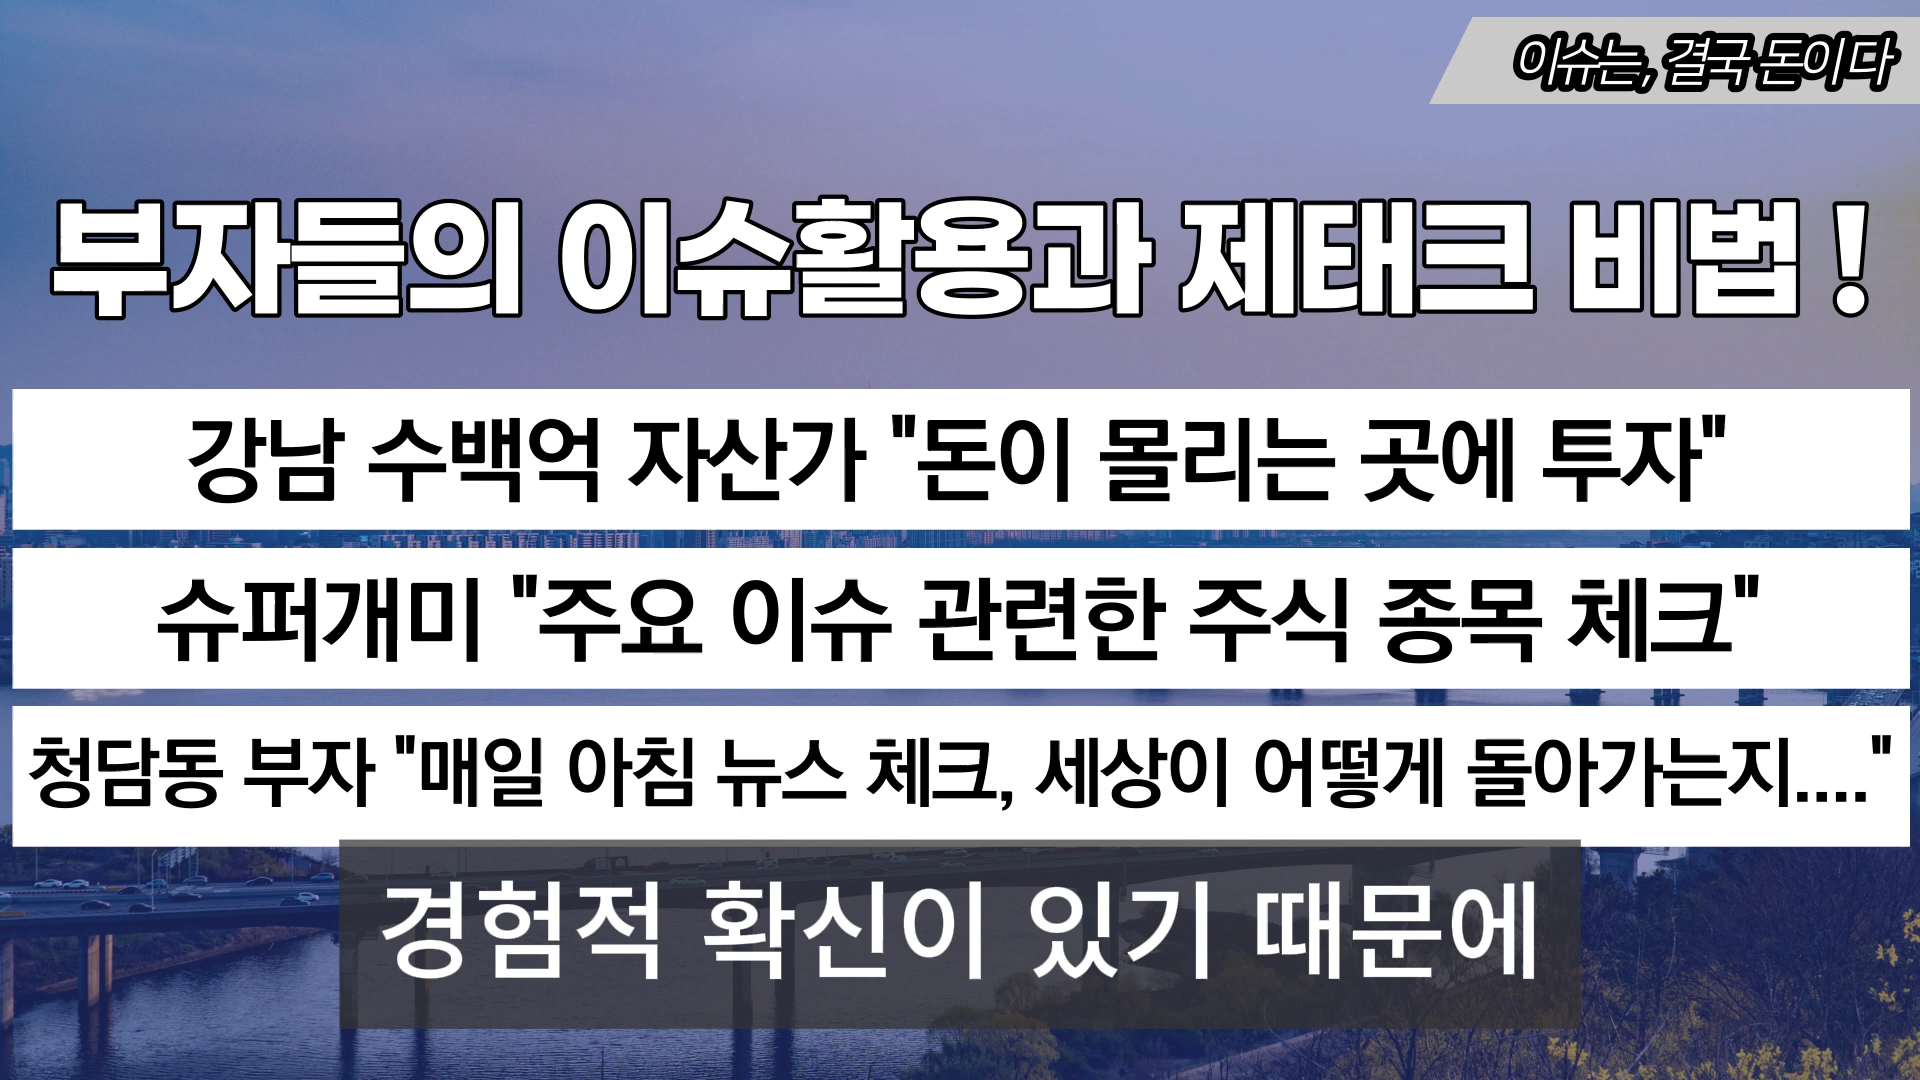 이슈는, 결국 돈이다
부자들의 이슈활용과 제태크 비법 !
강남 수백억 자산가 "돈이 몰리는 곳에 투자"
슈퍼개미 "주요 이슈 관련한 주식 종목 체크"
청담동 부자 "매일 아침 뉴스 체크, 세상이 어떻게 돌아가는지...."
경험적 확신이 있기 때문에